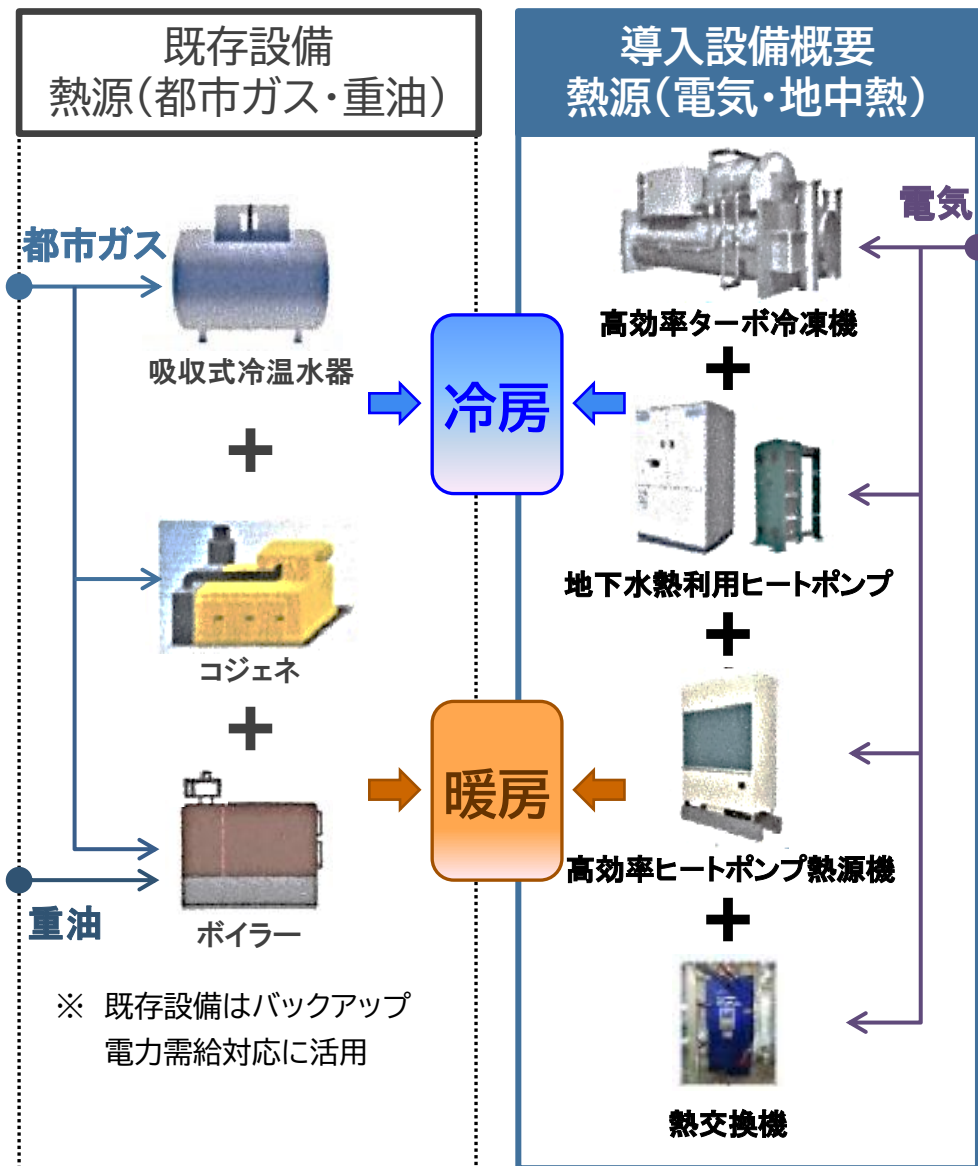 既存設備
熱源(都市ガス・重油)
都市ガス
吸収式冷温水器
+
コジェネ
+
重油
ボイラー
※ 既存設備はバックアップ
電力需給対応に活用
冷房
暖房
導入設備概要
熱源(電気・地中熱)
電気
高効率ターボ冷凍機
+
地下水熱利用ヒートポンプ
+
高効率ヒートポンプ熱源機
+
熱交換機